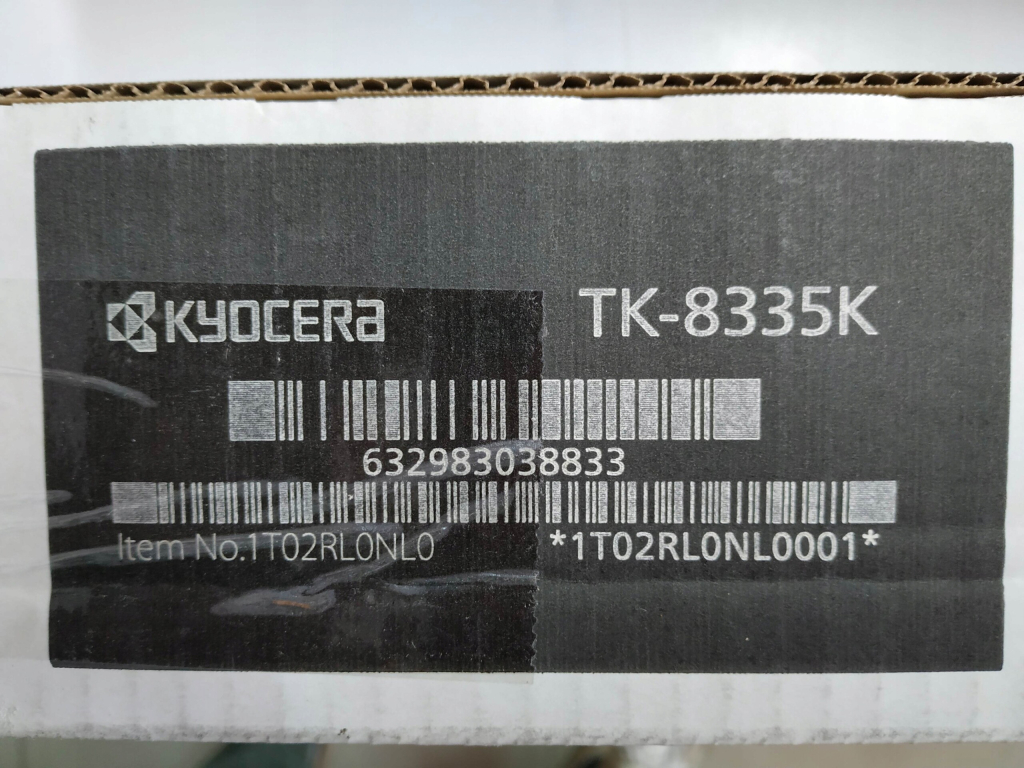 KYOCERA
TK-8335K
632983038833
Item No.1T02RL0NL0
*1T02RL0NL0001*